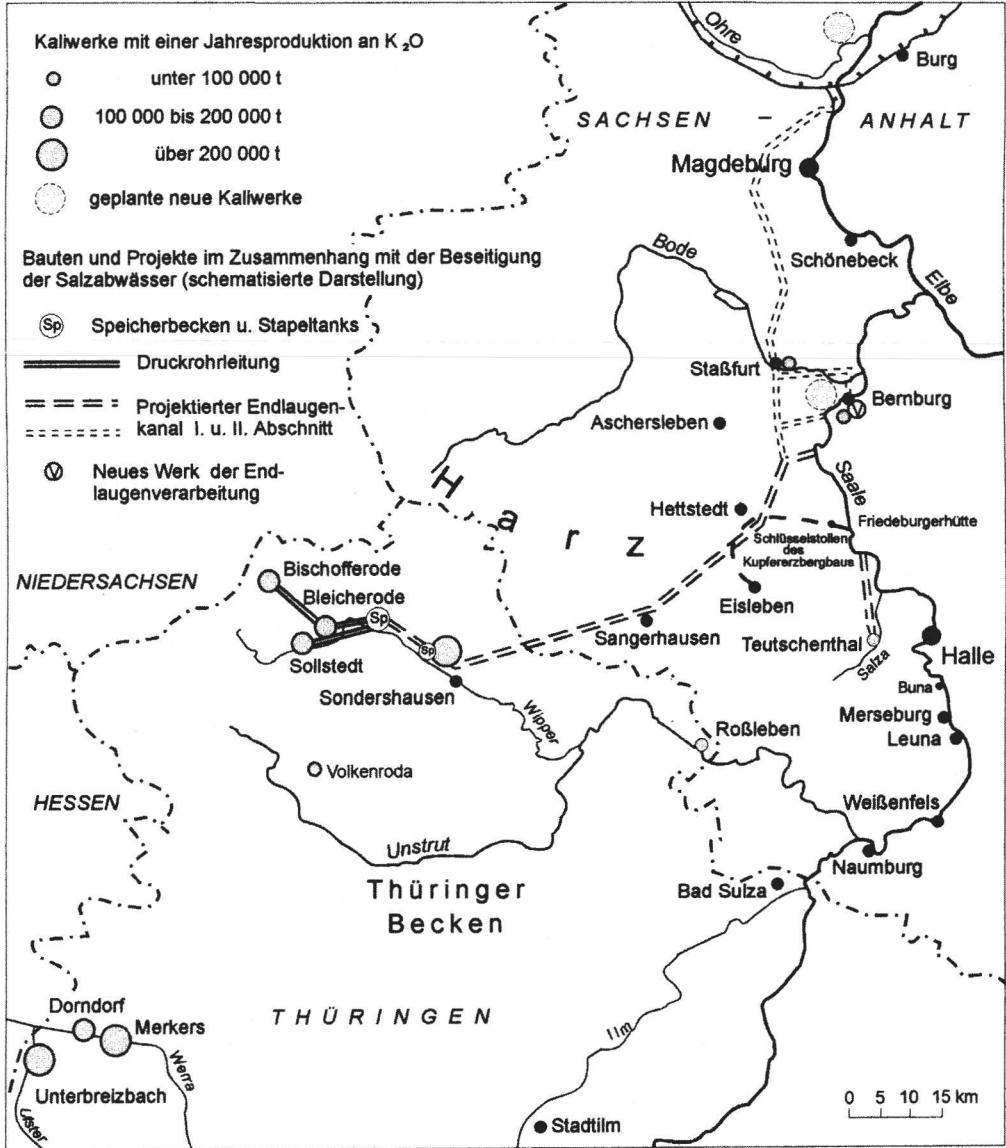 Kaliwerke mit einer Jahresproduktion an K₂O
unter 100 000 t
100 000 bis 200 000 t
über 200 000 t
geplante neue Kaliwerke
Bauten und Projekte im Zusammenhang mit der Beseitigung
der Salzabwässer (schematisierte Darstellung)
Sp Speicherbecken u. Stapeltanks
Druckrohrleitung
Projektierter Endlaugen-
kanal I. u. II. Abschnitt
V Neues Werk der End-
laugenverarbeitung
Ohre
Burg
SACHSEN – ANHALT
Magdeburg
Bode
Schönebeck
Elbe
Staßfurt
Bernburg
V
Aschersleben
Harz
Saale
Hettstedt
Friedeburgerhütte
Schlüsselstollen
des
Kupfererzbergbaus
NIEDERSACHSEN
Bischofferode
Bleicherode
Eisleben
Sp
Sangerhausen
Teutschenthal
Halle
Sp
Sollstedt
Salza
Sondershausen
Buna
Wipper
Merseburg
Roßleben
Leuna
Volkenroda
HESSEN
Weißenfels
Unstrut
Naumburg
Thüringer
Becken
Bad Sulza
Dorndorf
THÜRINGEN
Merkers
Ilm
Werra
Unterbreizbach
0 5 10 15 km
Ulster
Stadtilm